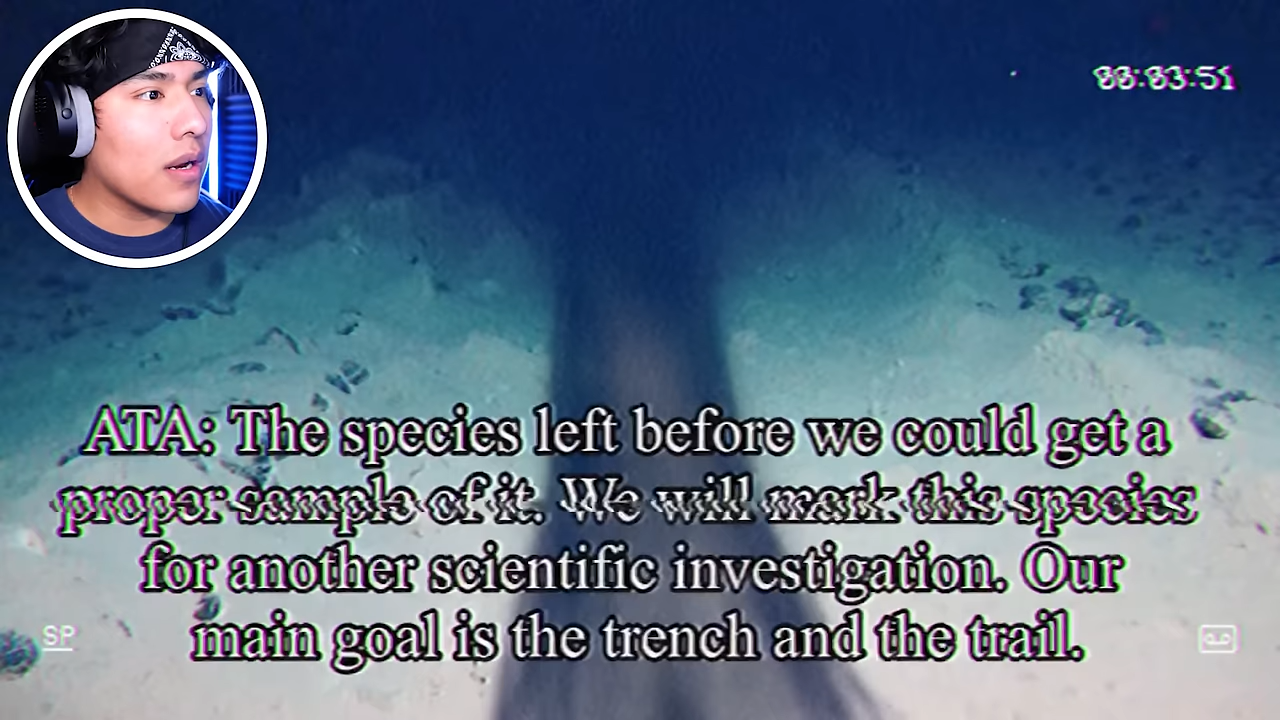 88:83:51
ATA: The species left before we could get a
proper sample of it. We will mark this species
for another scientific investigation. Our
main goal is the trench and the trail.
SP